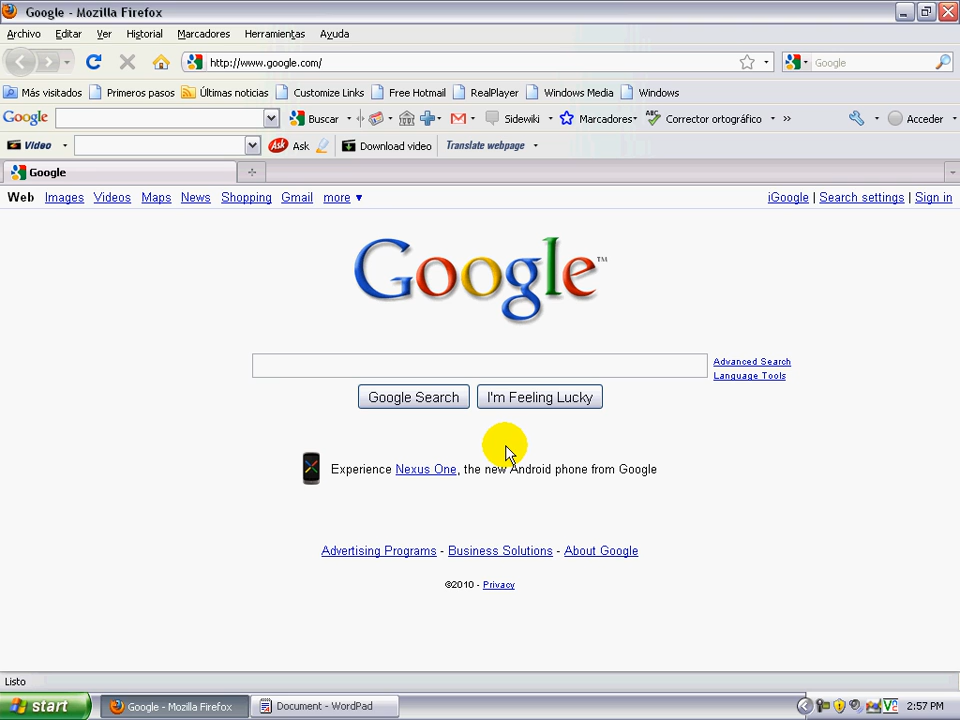 Google - Mozilla Firefox
Archivo Editar Ver Historial Marcadores Herramientas Ayuda
http://www.google.com/ Google
Más visitados Primeros pasos Últimas noticias Customize Links Free Hotmail RealPlayer Windows Media Windows
Google Buscar Sidewiki Marcadores ABC Corrector ortográfico » Acceder
Video Ask Ask Download video Translate webpage
Google
Web Images Videos Maps News Shopping Gmail more ▼ iGoogle | Search settings | Sign in
Google™
Advanced Search
Language Tools
Google Search I'm Feeling Lucky
Experience Nexus One, the new Android phone from Google
Advertising Programs - Business Solutions - About Google
©2010 - Privacy
Listo
start Google - Mozilla Firefox Document - WordPad 2:57 PM